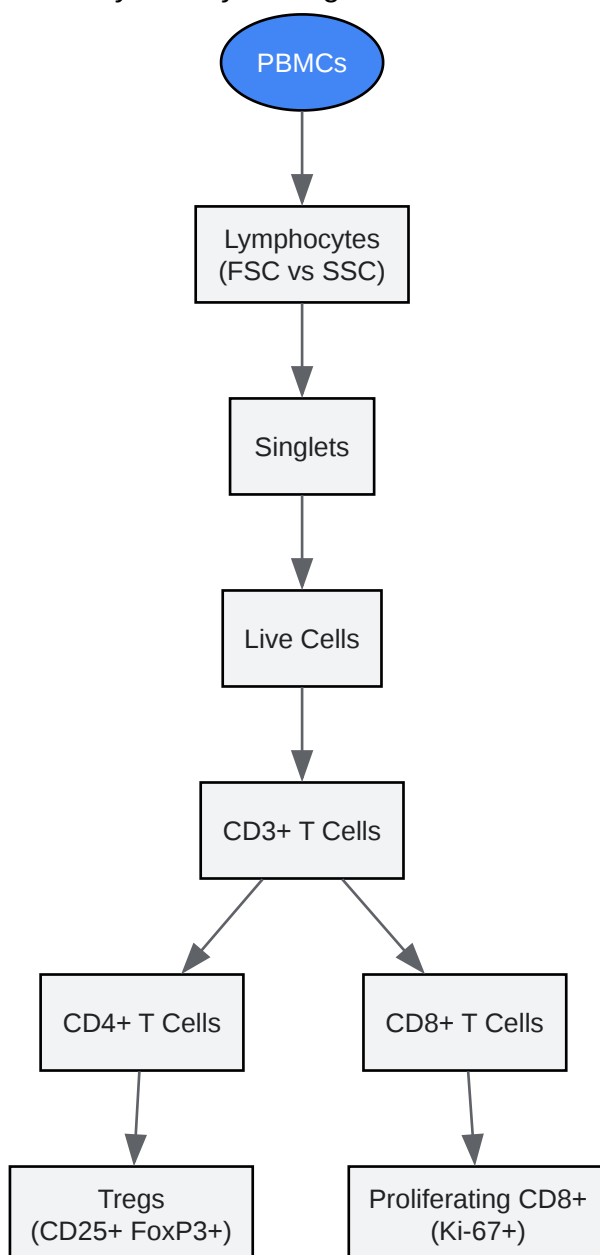 PBMCs
Lymphocytes
(FSC vs SSC)
Singlets
Live Cells
CD3+ T Cells
CD4+ T Cells
CD8+ T Cells
Tregs
(CD25+ FoxP3+)
Proliferating CD8+
(Ki-67+)